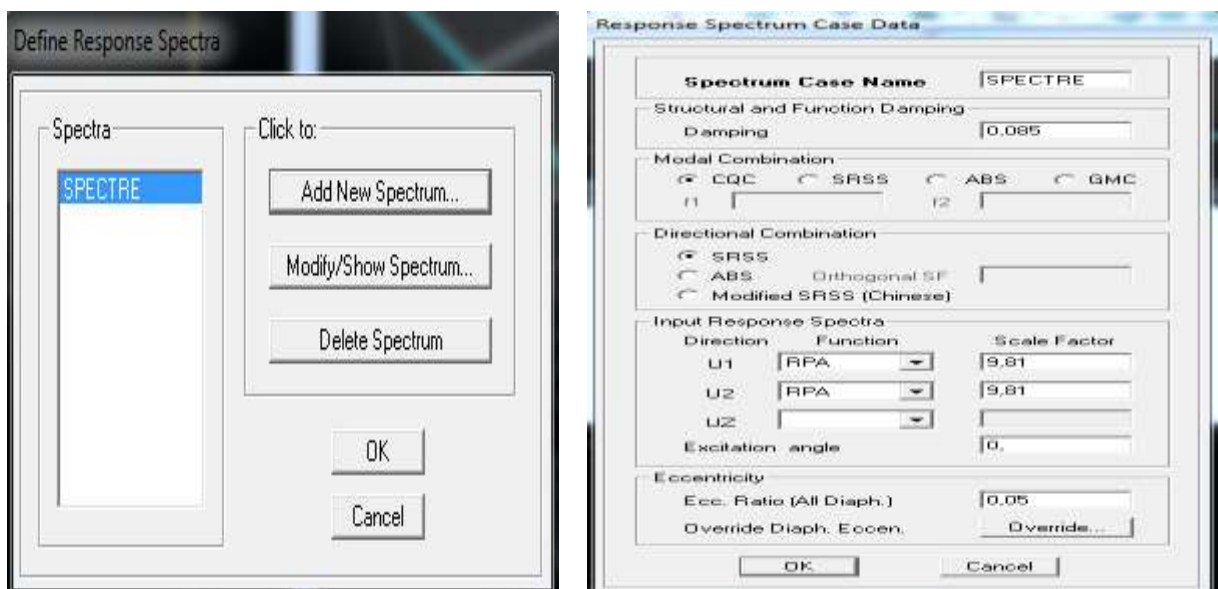 Define Response Spectra
Spectra
SPECTRE
Click to:
Add New Spectrum...
Modify/Show Spectrum...
Delete Spectrum
OK
Cancel
Response Spectrum Case Data
Spectrum Case Name SPECTRE
Structural and Function Damping
Damping 0,085
Modal Combination
CQC SRSS ABS GMC
f1 f2
Directional Combination
SRSS
ABS Orthogonal SF
Modified SRSS (Chinese)
Input Response Spectra
Direction Function Scale Factor
U1 RPA 9,81
U2 RPA 9,81
UZ
Excitation angle 0,
Eccentricity
Ecc. Ratio (All Diaph.) 0,05
Override Diaph. Eccen. Override...
OK Cancel